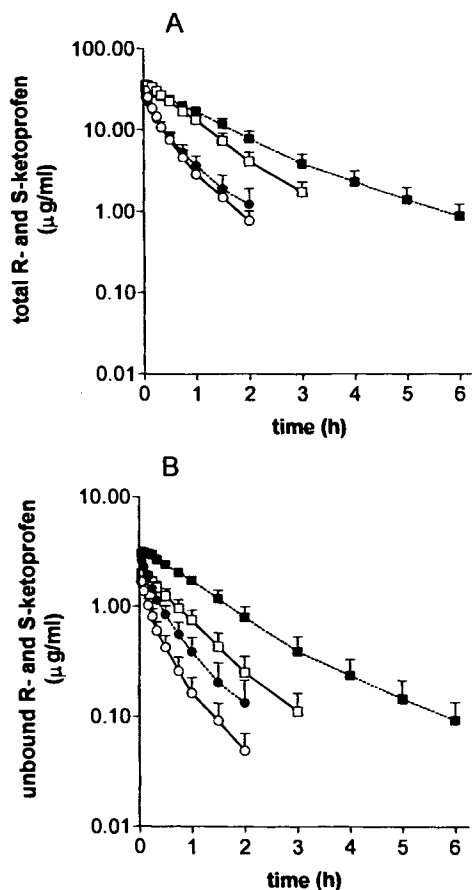 A
100.00
10.00
1.00
0.10
0.01
total R- and S-ketoprofen
(μg/ml)
0 1 2 3 4 5 6
time (h)
B
10.00
1.00
0.10
0.01
unbound R- and S-ketoprofen
(μg/ml)
0 1 2 3 4 5 6
time (h)